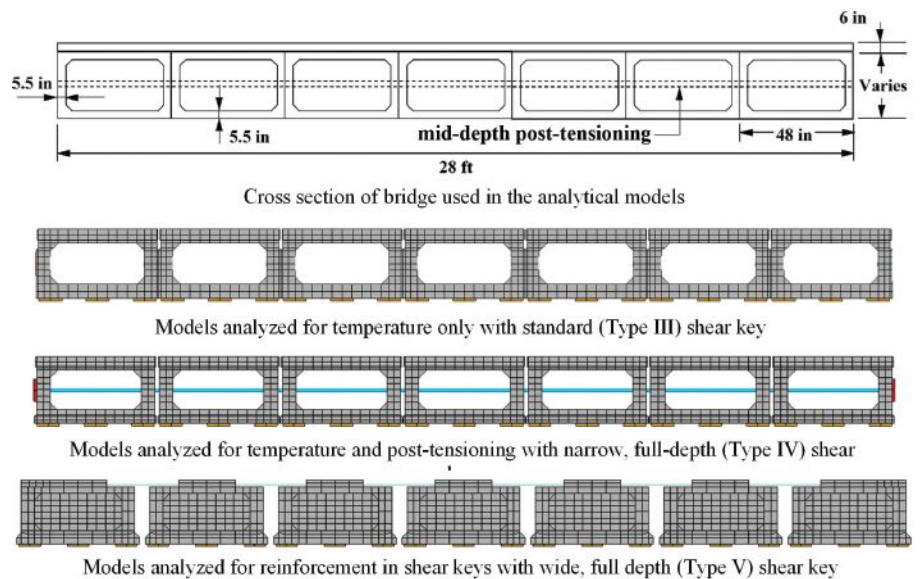 6 in
5.5 in
Varies
5.5 in
mid-depth post-tensioning
48 in
28 ft
Cross section of bridge used in the analytical models
Models analyzed for temperature only with standard (Type III) shear key
Models analyzed for temperature and post-tensioning with narrow, full-depth (Type IV) shear
Models analyzed for reinforcement in shear keys with wide, full depth (Type V) shear key